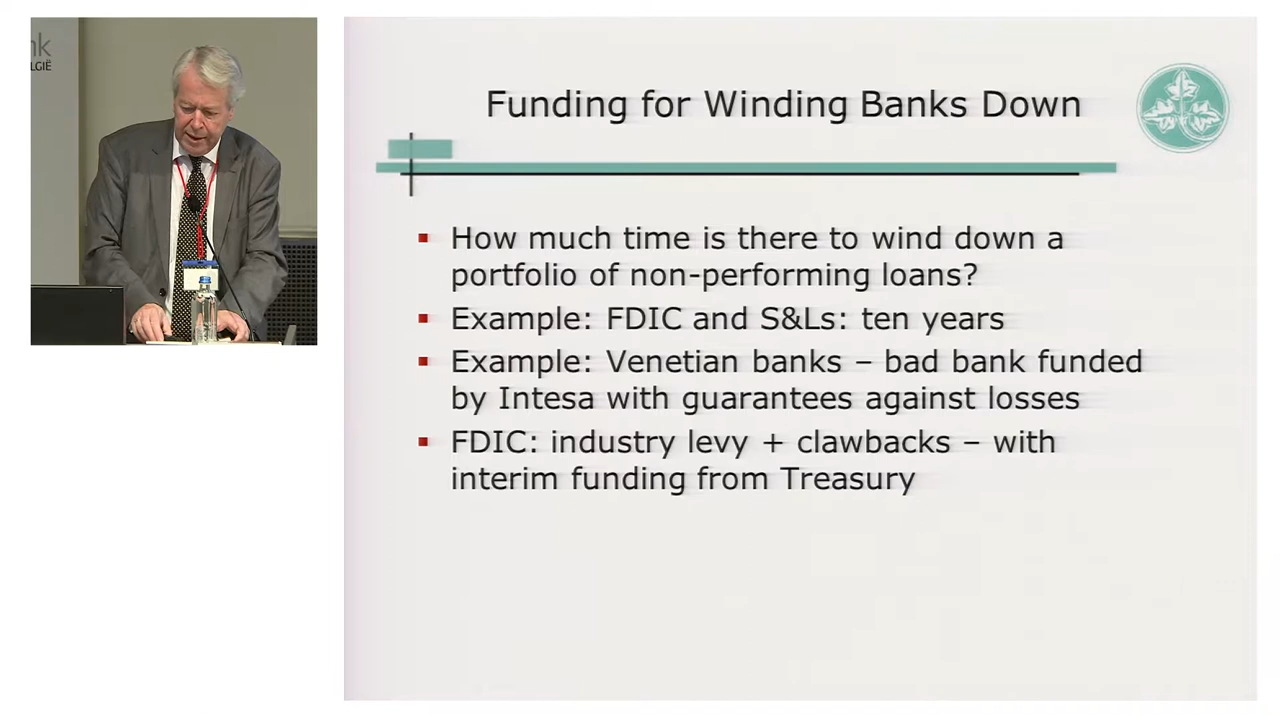 nk
LGIË
Funding for Winding Banks Down
How much time is there to wind down a
portfolio of non-performing loans?
Example: FDIC and S&Ls: ten years
Example: Venetian banks – bad bank funded
by Intesa with guarantees against losses
FDIC: industry levy + clawbacks – with
interim funding from Treasury